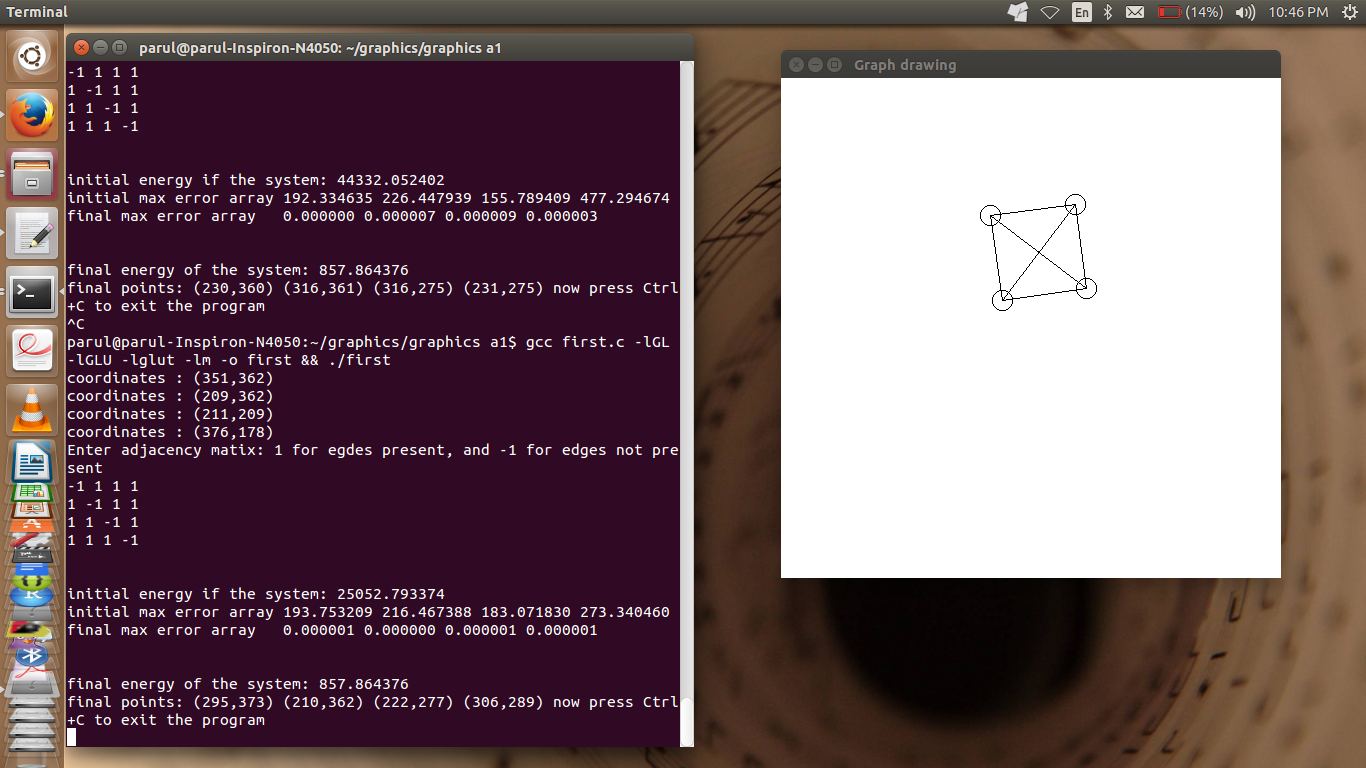 Terminal
En
(14%)
10:46 PM
parul@parul-Inspiron-N4050: ~/graphics/graphics a1
-1 1 1 1
1 -1 1 1
1 1 -1 1
1 1 1 -1
initial energy if the system: 44332.052402
initial max error array 192.334635 226.447939 155.789409 477.294674
final max error array   0.000000 0.000007 0.000009 0.000003
final energy of the system: 857.864376
final points: (230,360) (316,361) (316,275) (231,275) now press Ctrl
+C to exit the program
^C
parul@parul-Inspiron-N4050:~/graphics/graphics a1$ gcc first.c -lGL
-lGLU -lglut -lm -o first && ./first
coordinates : (351,362)
coordinates : (209,362)
coordinates : (211,209)
coordinates : (376,178)
Enter adjacency matix: 1 for egdes present, and -1 for edges not pre
sent
-1 1 1 1
1 -1 1 1
1 1 -1 1
1 1 1 -1
initial energy if the system: 25052.793374
initial max error array 193.753209 216.467388 183.071830 273.340460
final max error array   0.000001 0.000000 0.000001 0.000001
final energy of the system: 857.864376
final points: (295,373) (210,362) (222,277) (306,289) now press Ctrl
+C to exit the program
Graph drawing